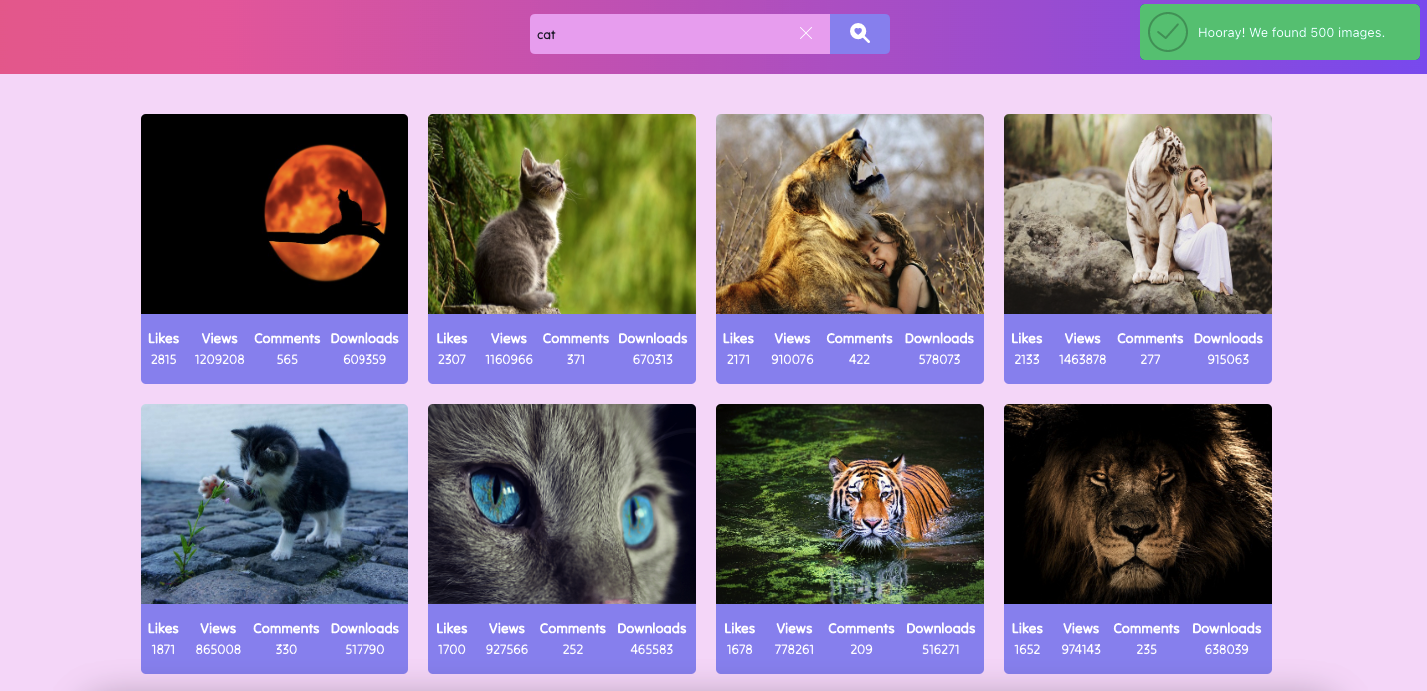 cat
Hooray! We found 500 images.
Likes Views Comments Downloads
2815 1209208 565 609359
Likes Views Comments Downloads
2307 1160966 371 670313
Likes Views Comments Downloads
2171 910076 422 578073
Likes Views Comments Downloads
2133 1463878 277 915063
Likes Views Comments Downloads
1871 865008 330 517790
Likes Views Comments Downloads
1700 927566 252 465583
Likes Views Comments Downloads
1678 778261 209 516271
Likes Views Comments Downloads
1652 974143 235 638039